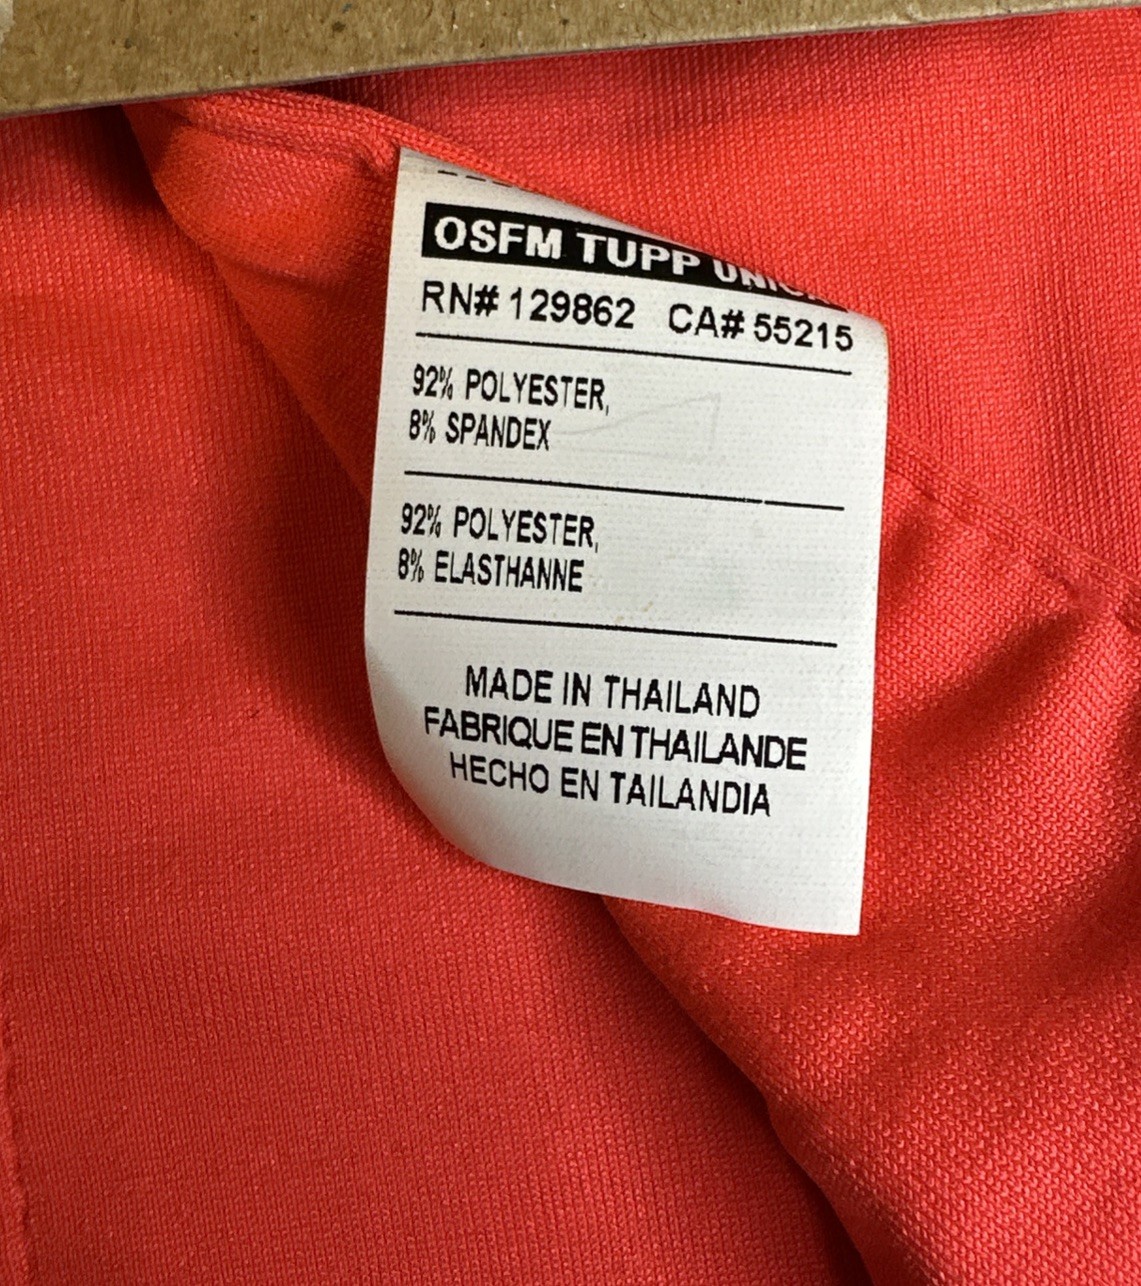 OSFM TUPP
RN# 129862 CA# 55215
92% POLYESTER,
8% SPANDEX
92% POLYESTER,
8% ELASTHANNE
MADE IN THAILAND
FABRIQUE EN THAILANDE
HECHO EN TAILANDIA